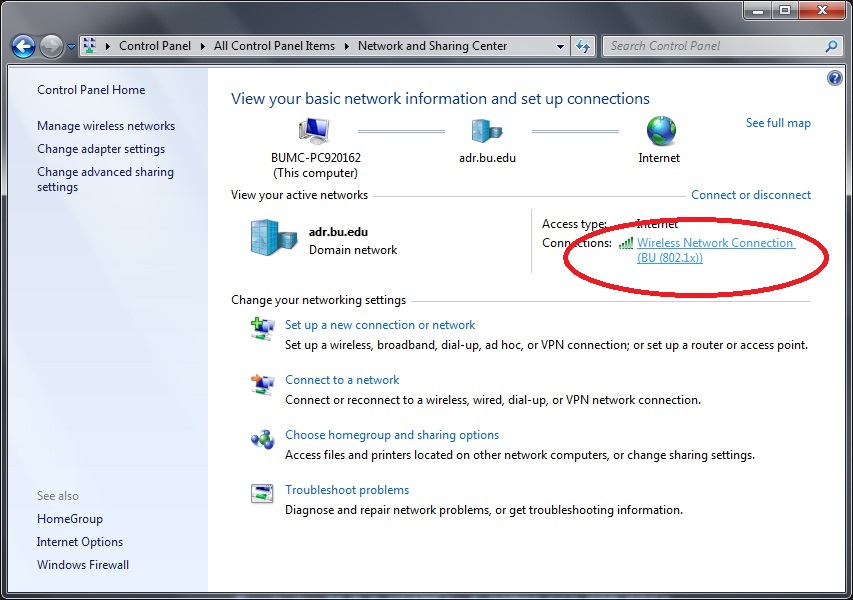 Control Panel ▸ All Control Panel Items ▸ Network and Sharing Center
Search Control Panel
Control Panel Home
Manage wireless networks
Change adapter settings
Change advanced sharing
settings
See also
HomeGroup
Internet Options
Windows Firewall
View your basic network information and set up connections
See full map
BUMC-PC920162
(This computer)
adr.bu.edu
Internet
View your active networks
Connect or disconnect
adr.bu.edu
Domain network
Access type: Internet
Connections: Wireless Network Connection
(BU (802.1x))
Change your networking settings
Set up a new connection or network
Set up a wireless, broadband, dial-up, ad hoc, or VPN connection; or set up a router or access point.
Connect to a network
Connect or reconnect to a wireless, wired, dial-up, or VPN network connection.
Choose homegroup and sharing options
Access files and printers located on other network computers, or change sharing settings.
Troubleshoot problems
Diagnose and repair network problems, or get troubleshooting information.